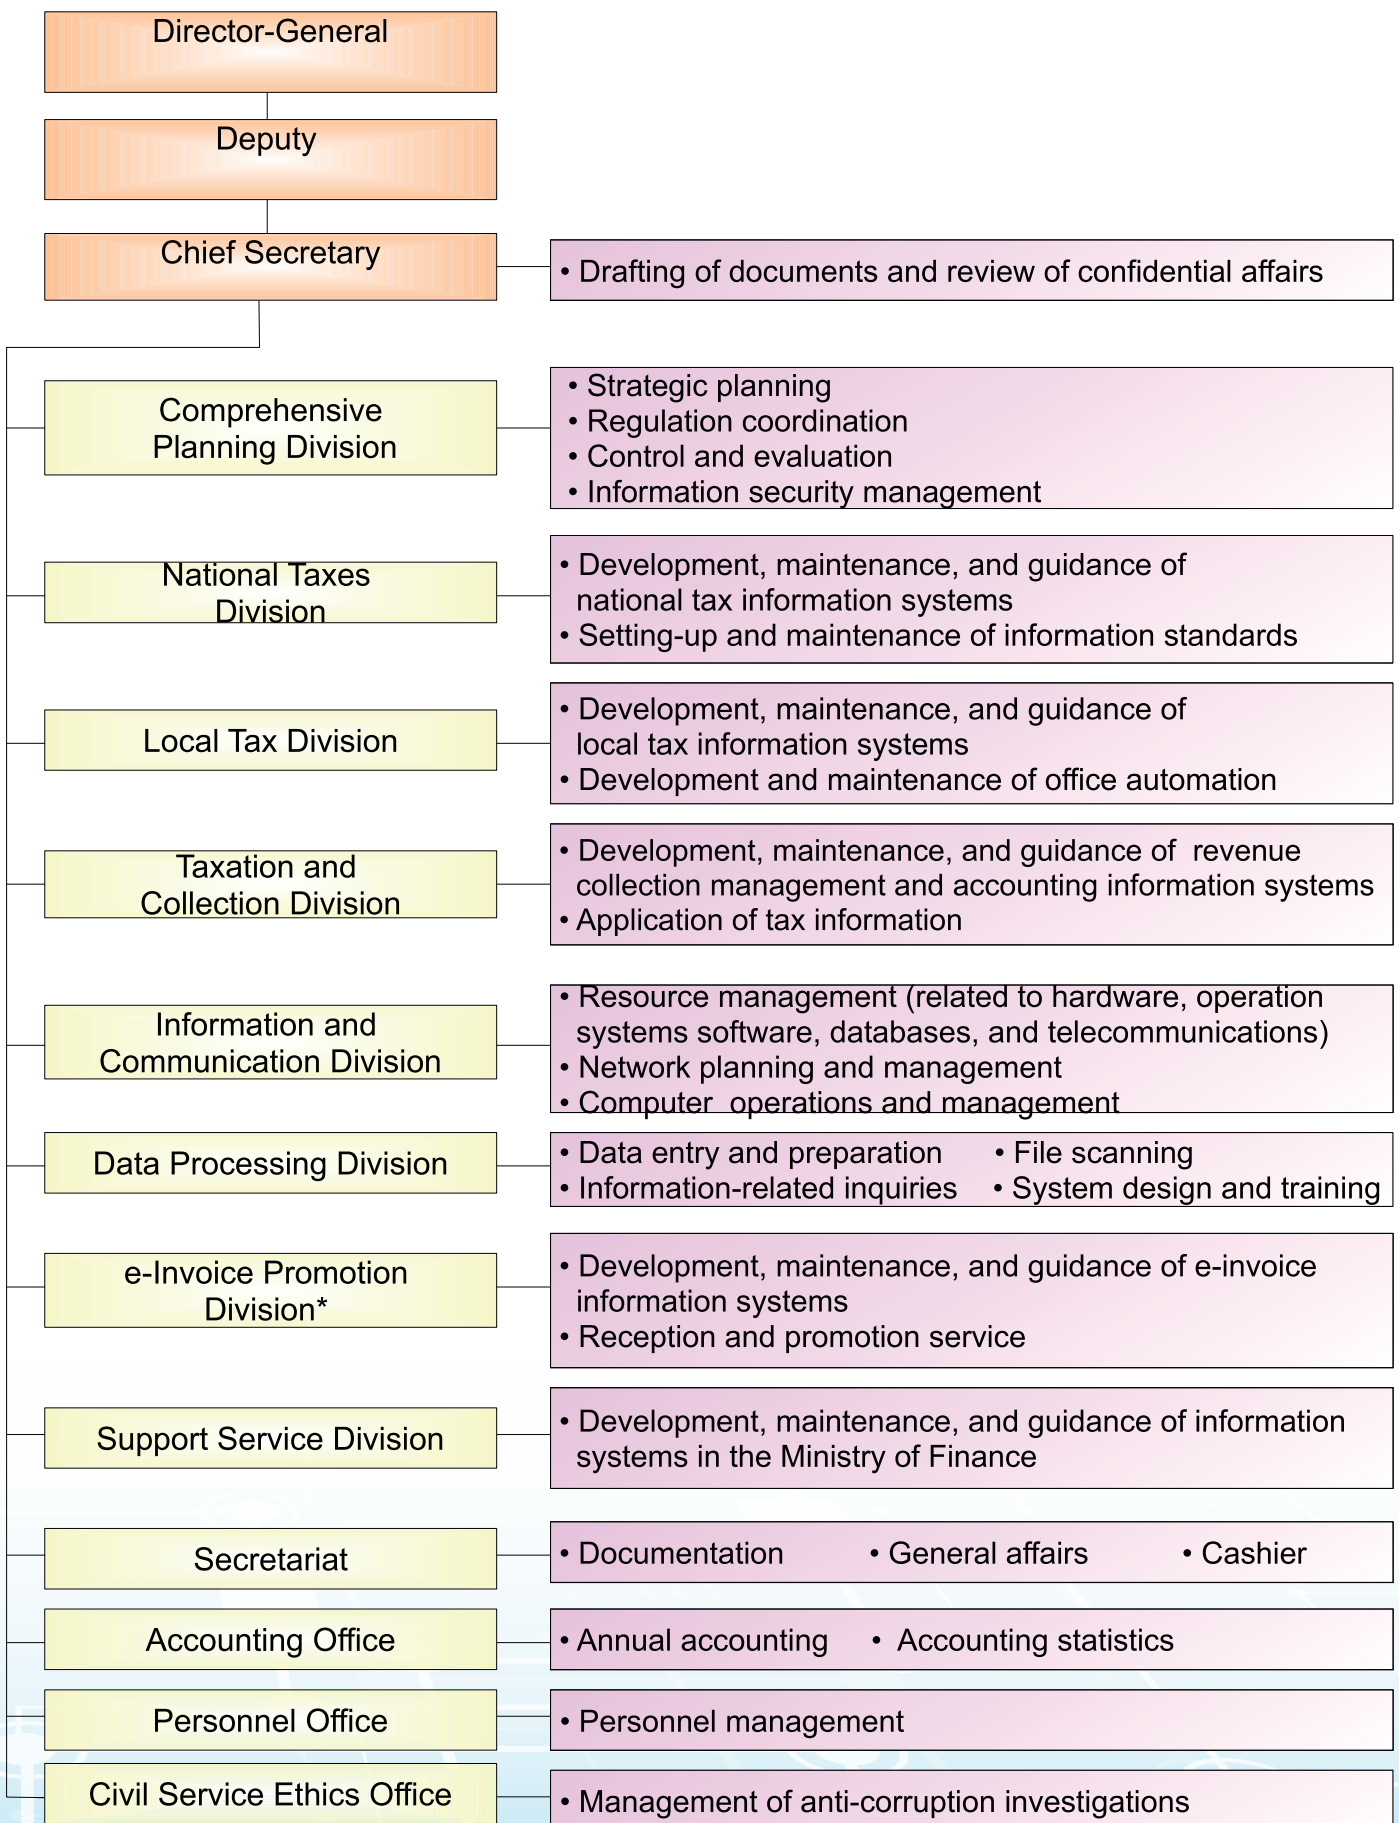 Director-General
Deputy
Chief Secretary
• Drafting of documents and review of confidential affairs
Comprehensive
Planning Division
• Strategic planning
• Regulation coordination
• Control and evaluation
• Information security management
National Taxes
Division
• Development, maintenance, and guidance of
national tax information systems
• Setting-up and maintenance of information standards
Local Tax Division
• Development, maintenance, and guidance of
local tax information systems
• Development and maintenance of office automation
Taxation and
Collection Division
• Development, maintenance, and guidance of revenue
collection management and accounting information systems
• Application of tax information
Information and
Communication Division
• Resource management (related to hardware, operation
systems software, databases, and telecommunications)
• Network planning and management
• Computer operations and management
Data Processing Division
• Data entry and preparation • File scanning
• Information-related inquiries • System design and training
e-Invoice Promotion
Division*
• Development, maintenance, and guidance of e-invoice
information systems
• Reception and promotion service
Support Service Division
• Development, maintenance, and guidance of information
systems in the Ministry of Finance
Secretariat
• Documentation • General affairs • Cashier
Accounting Office
• Annual accounting • Accounting statistics
Personnel Office
• Personnel management
Civil Service Ethics Office
• Management of anti-corruption investigations